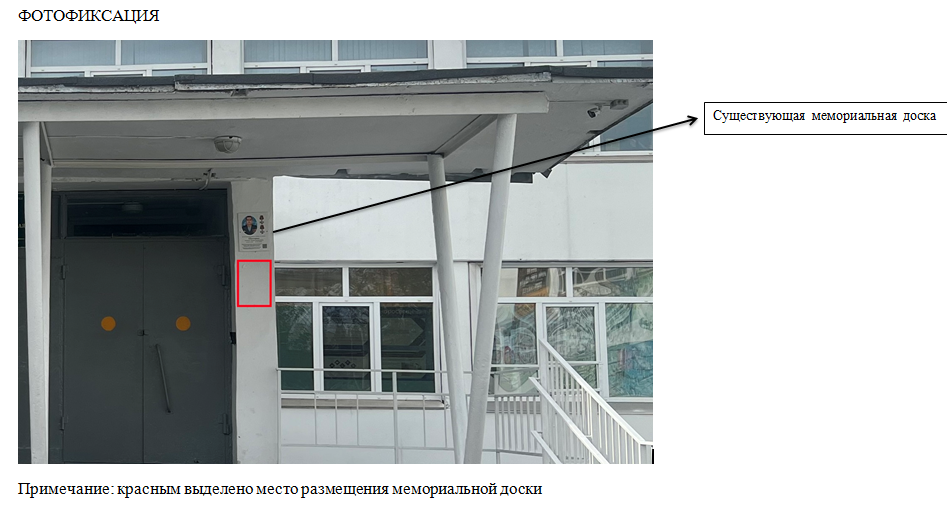 ФОТОФИКСАЦИЯ
Существующая мемориальная доска
Примечание: красным выделено место размещения мемориальной доски